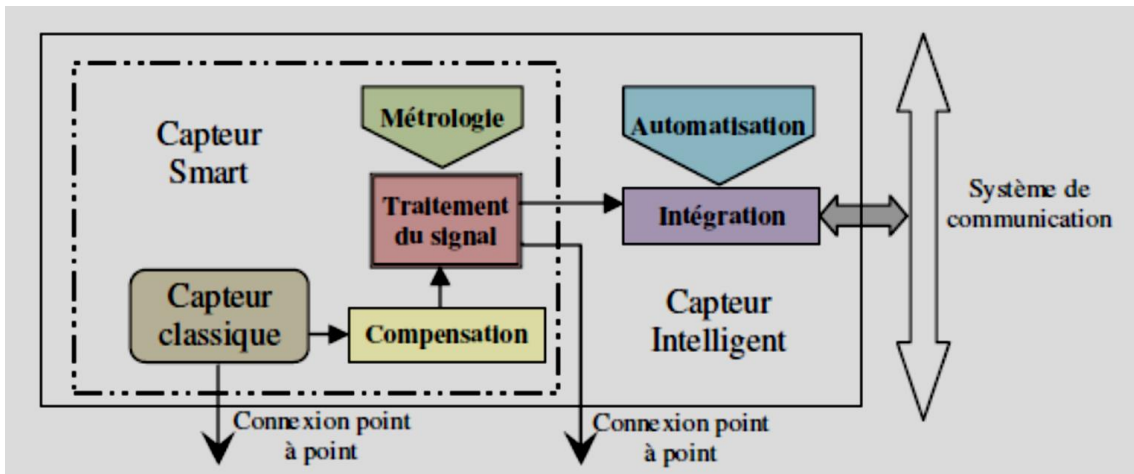 Capteur
Smart
Métrologie
Automatisation
Traitement
du signal
Intégration
Système de
communication
Capteur
classique
Compensation
Capteur
Intelligent
Connexion point
à point
Connexion point
à point